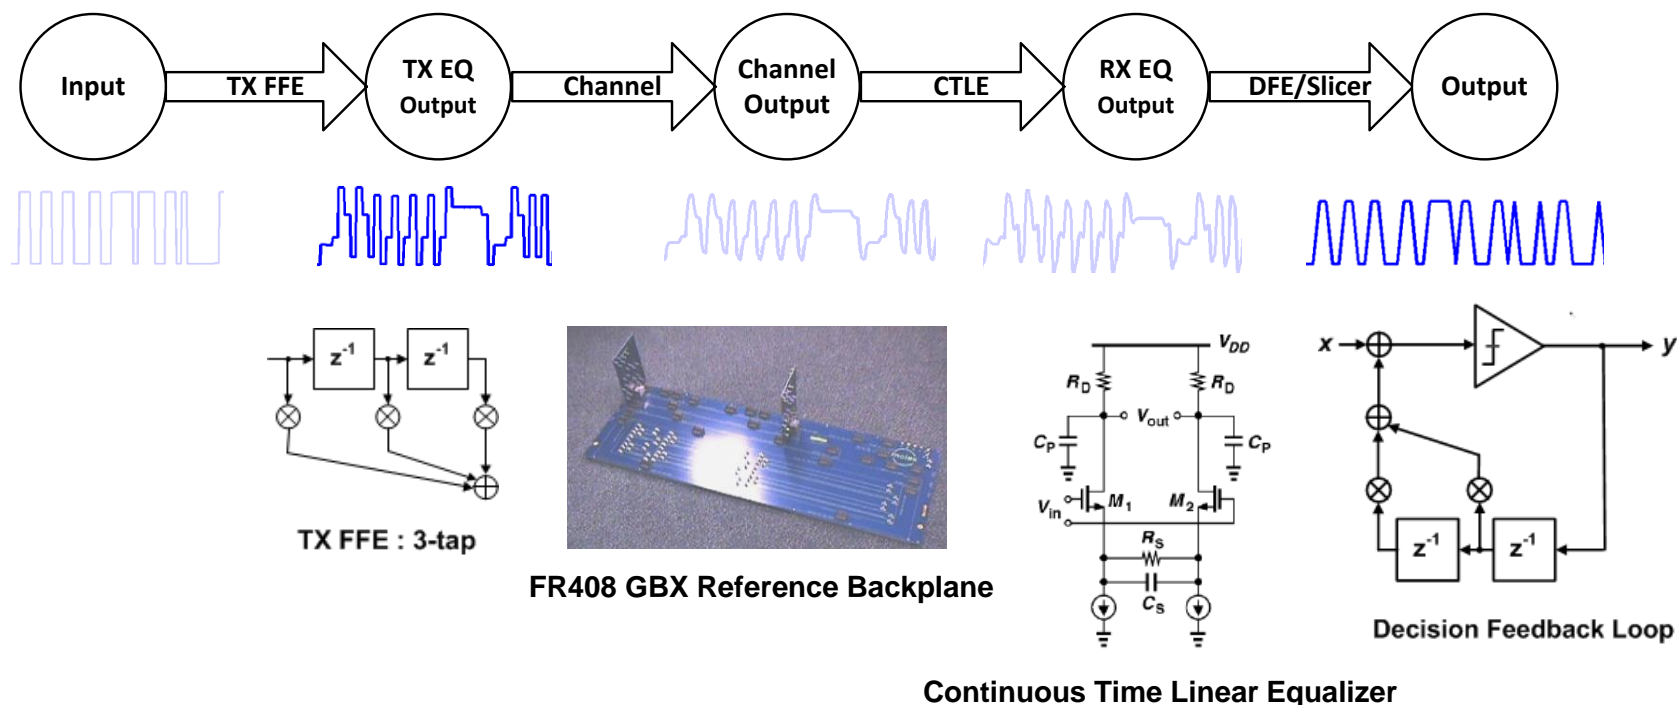 Input
TX FFE
TX EQ
Output
Channel
Channel
Output
CTLE
RX EQ
Output
DFE/Slicer
Output
z-1
z-1
TX FFE : 3-tap
FR408 GBX Reference Backplane
VDD
RD
RD
Vout
CP
CP
Vin
M1
M2
RS
CS
Continuous Time Linear Equalizer
x
y
z-1
z-1
Decision Feedback Loop